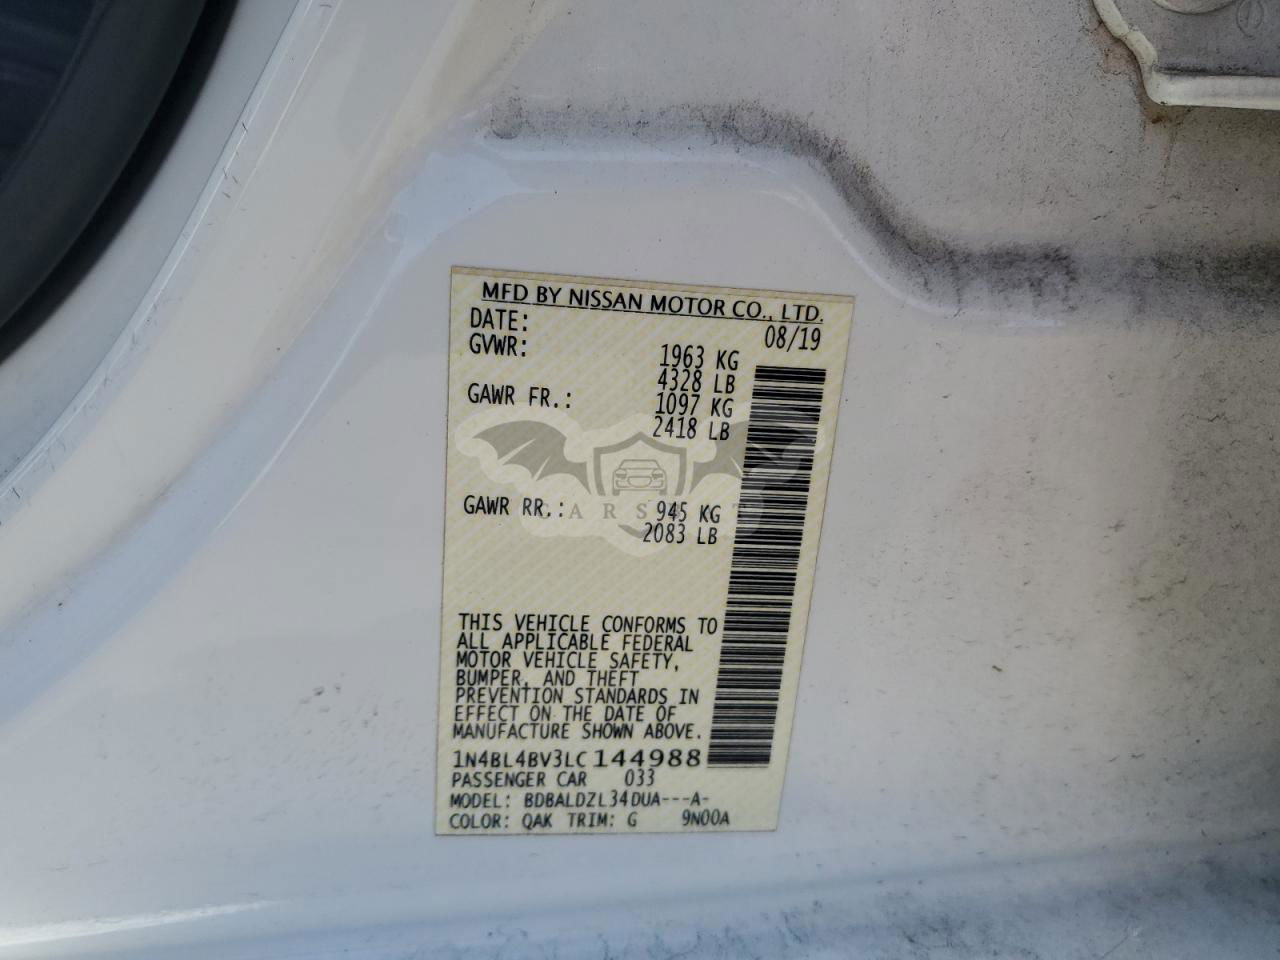 MFD BY NISSAN MOTOR CO., LTD.
DATE: 08/19
GVWR: 1963 KG
4328 LB
GAWR FR.: 1097 KG
2418 LB
GAWR RR.: 945 KG
2083 LB
THIS VEHICLE CONFORMS TO
ALL APPLICABLE FEDERAL
MOTOR VEHICLE SAFETY,
BUMPER, AND THEFT
PREVENTION STANDARDS IN
EFFECT ON THE DATE OF
MANUFACTURE SHOWN ABOVE.
1N4BL4BV3LC144988
PASSENGER CAR 033
MODEL: BDBALDZL34DUA---A-
COLOR: QAK TRIM: G 9N00A